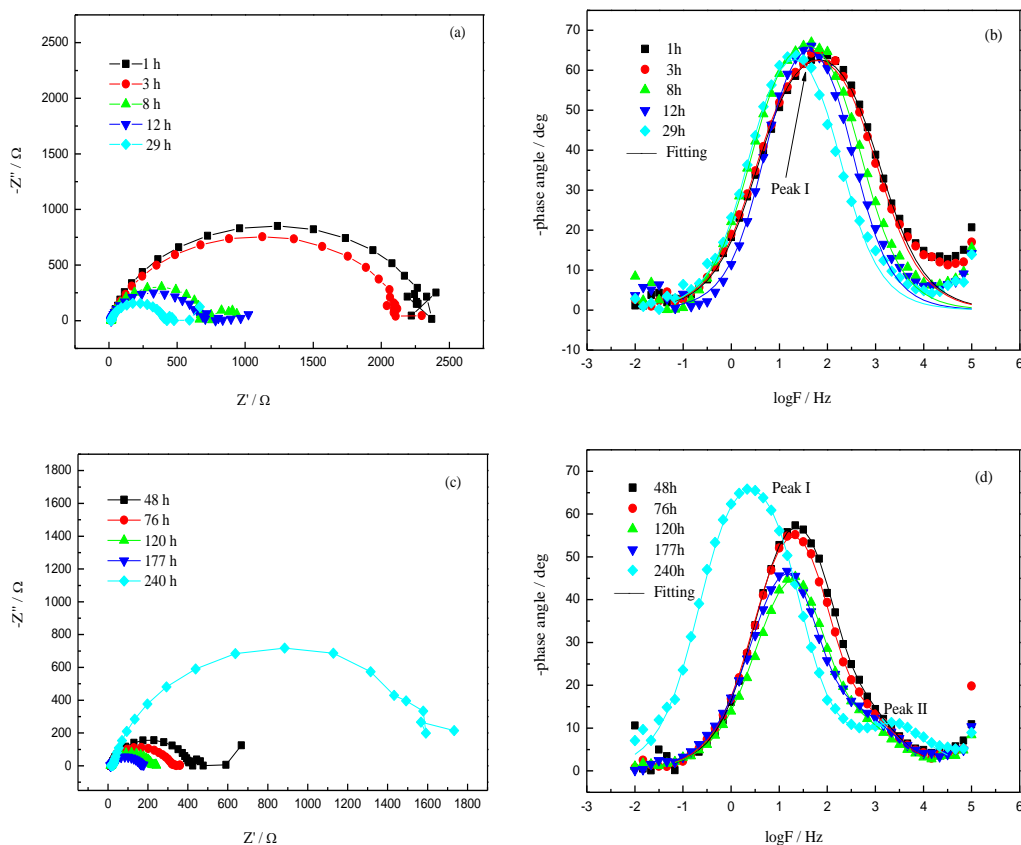 (a)
1 h
3 h
8 h
12 h
29 h
2500
2000
1500
1000
500
0
-Z'' / Ω
0 500 1000 1500 2000 2500
Z' / Ω
(b)
1h
3h
8h
12h
29h
Fitting
Peak I
70
60
50
40
30
20
10
0
-10
-phase angle / deg
-2 -1 0 1 2 3 4 5 6
logF / Hz
(c)
48 h
76 h
120 h
177 h
240 h
1800
1600
1400
1200
1000
800
600
400
200
0
-Z'' / Ω
0 200 400 600 800 1000 1200 1400 1600 1800
Z' / Ω
(d)
48h
76h
120h
177h
240h
Fitting
Peak I
Peak II
70
60
50
40
30
20
10
0
-10
-phase angle / deg
-3 -2 -1 0 1 2 3 4 5 6
logF / Hz